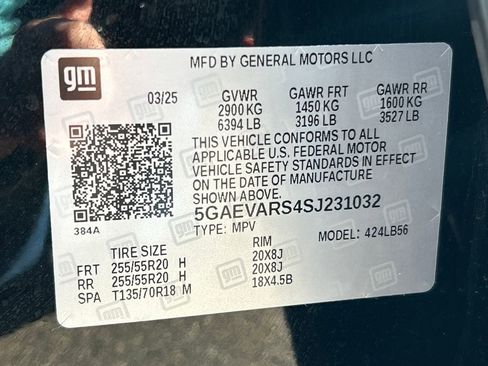 gm
MFD BY GENERAL MOTORS LLC
03/25 GVWR GAWR FRT GAWR RR
2900 KG 1450 KG 1600 KG
6394 LB 3196 LB 3527 LB
THIS VEHICLE CONFORMS TO ALL
APPLICABLE U.S. FEDERAL MOTOR
VEHICLE SAFETY STANDARDS IN EFFECT
ON THE DATE OF MANUFACTURE
SHOWN ABOVE.
384A 5GAEVARS4SJ231032
TYPE: MPV MODEL: 424LB56
TIRE SIZE RIM
FRT 255/55R20 H 20X8J
RR 255/55R20 H 20X8J
SPA T135/70R18 M 18X4.5B